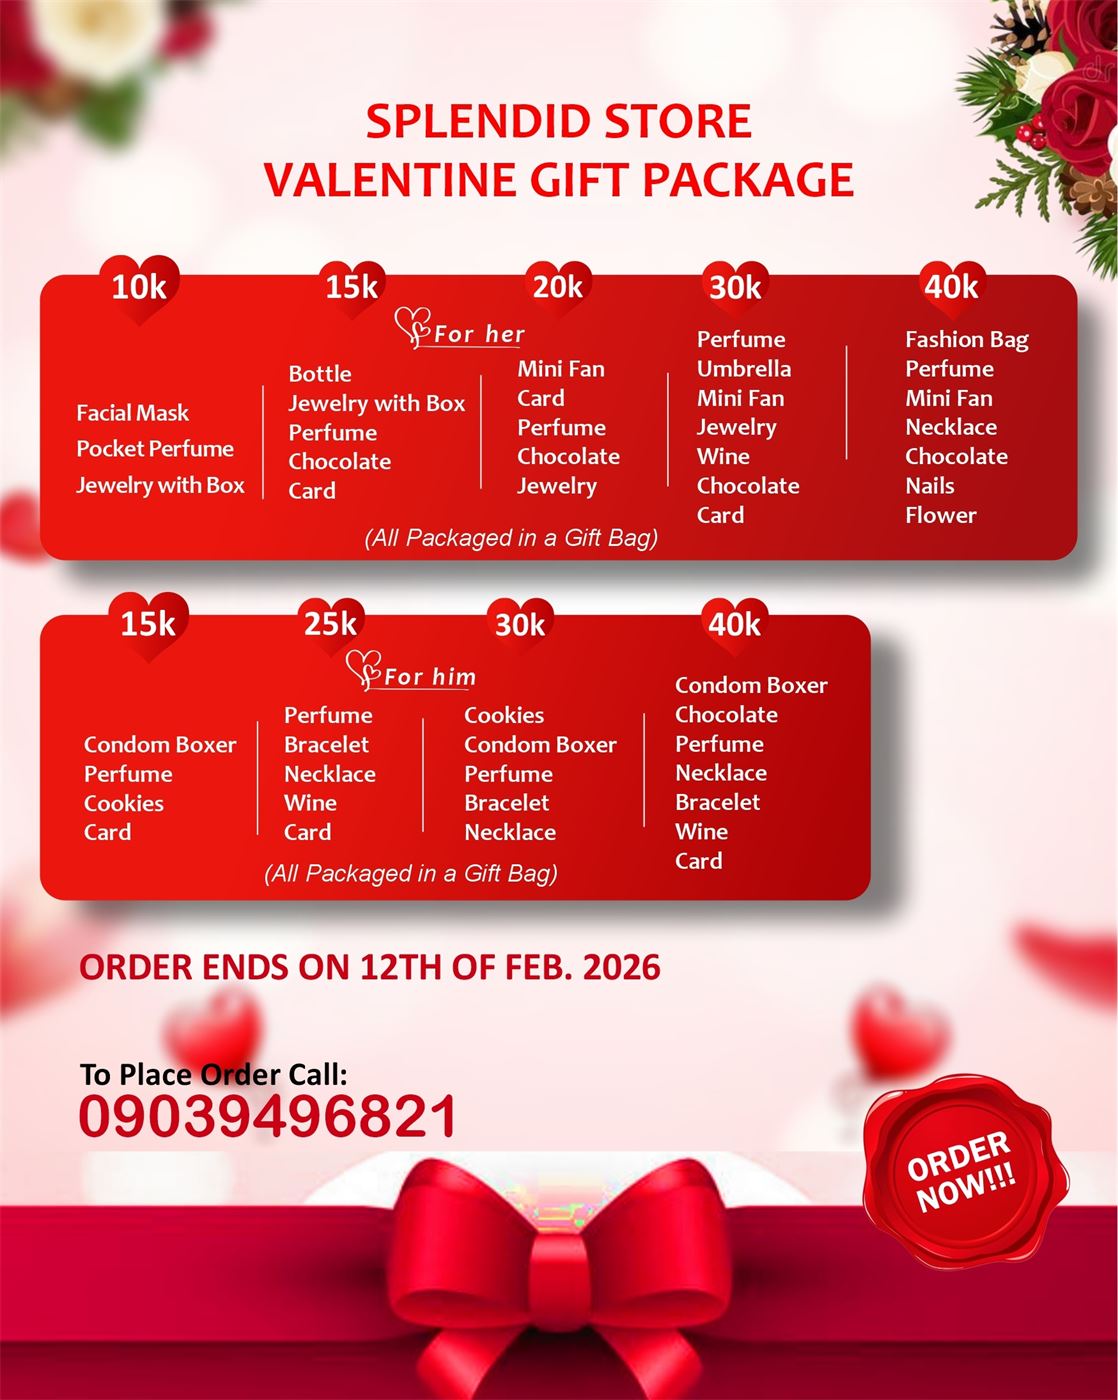 SPLENDID STORE
VALENTINE GIFT PACKAGE
10k
15k
20k
30k
40k
For her
Facial Mask
Pocket Perfume
Jewelry with Box
Bottle
Jewelry with Box
Perfume
Chocolate
Card
Mini Fan
Card
Perfume
Chocolate
Jewelry
Perfume
Umbrella
Mini Fan
Jewelry
Wine
Chocolate
Card
Fashion Bag
Perfume
Mini Fan
Necklace
Chocolate
Nails
Flower
(All Packaged in a Gift Bag)
15k
25k
30k
40k
For him
Condom Boxer
Perfume
Cookies
Card
Perfume
Bracelet
Necklace
Wine
Card
Cookies
Condom Boxer
Perfume
Bracelet
Necklace
Condom Boxer
Chocolate
Perfume
Necklace
Bracelet
Wine
Card
(All Packaged in a Gift Bag)
ORDER ENDS ON 12TH OF FEB. 2026
To Place Order Call:
09039496821
ORDER
NOW!!!